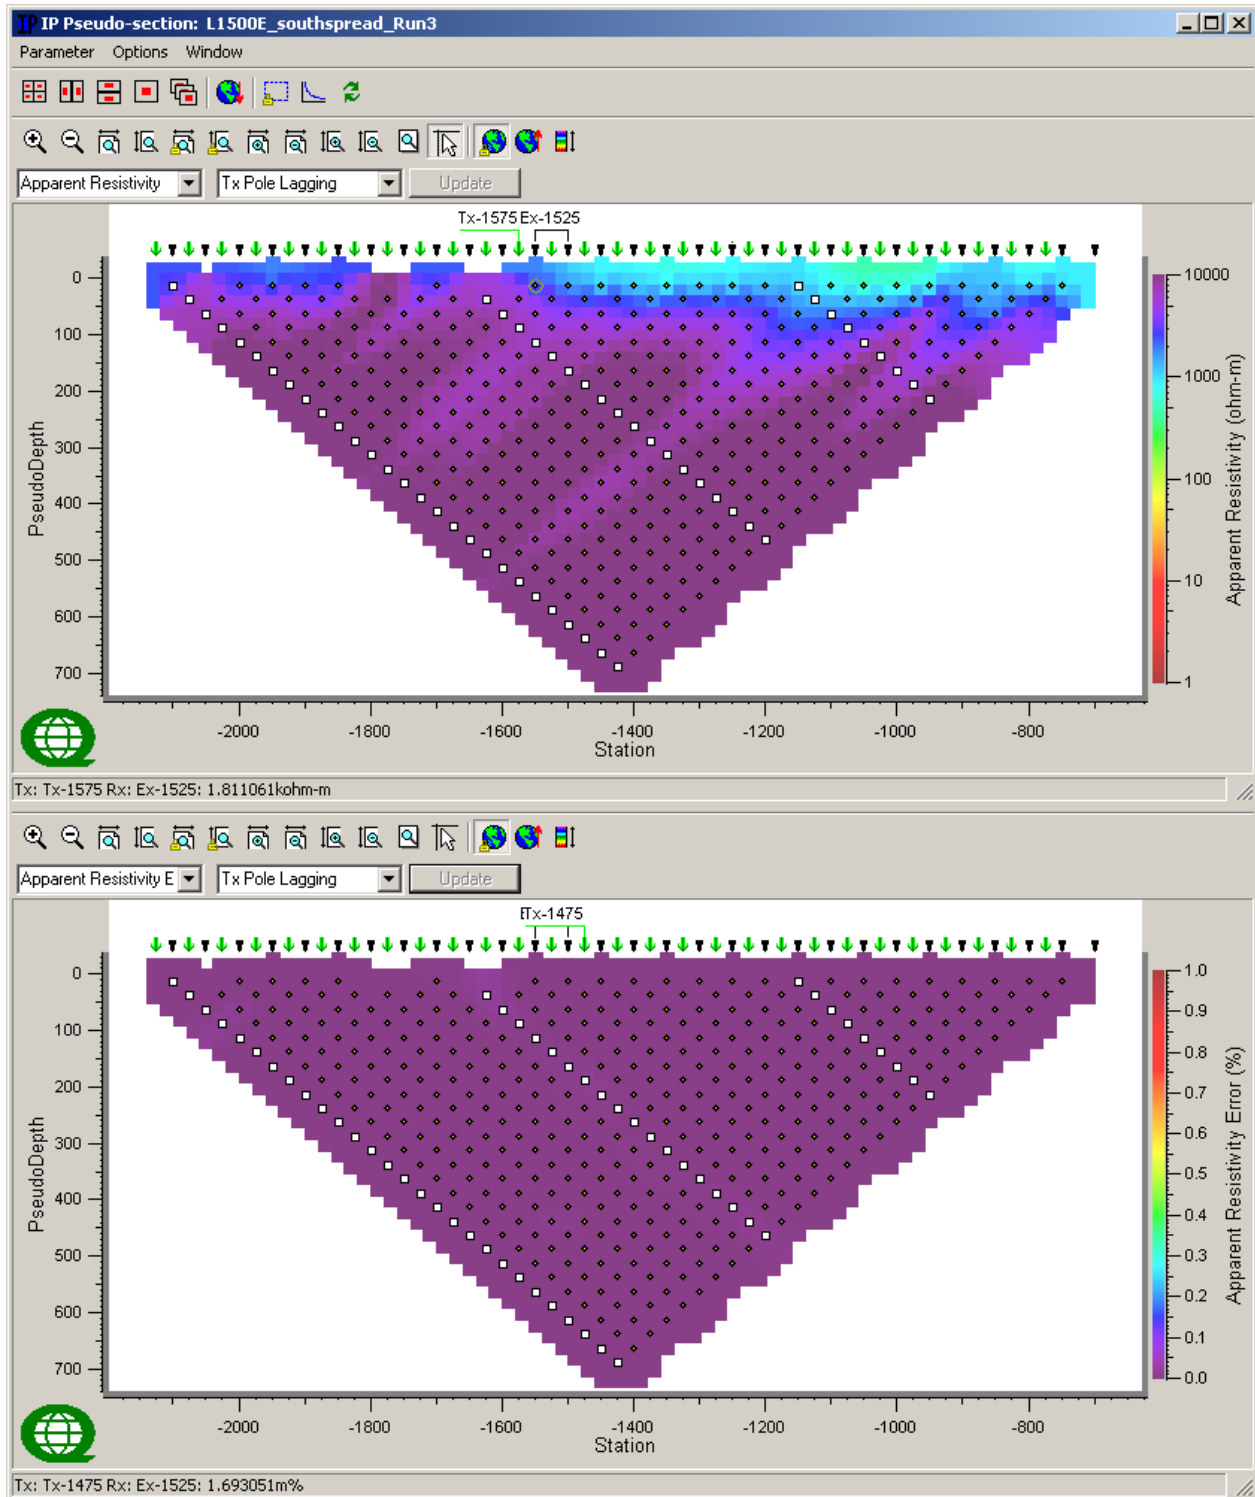 IP Pseudo-section: L1500E_southspread_Run3
Parameter Options Window
Apparent Resistivity Tx Pole Lagging Update
Tx-1575 Ex-1525
0
100
200
300
400
500
600
700
PseudoDepth
10000
1000
100
10
1
Apparent Resistivity (ohm-m)
-2000 -1800 -1600 -1400 -1200 -1000 -800
Station
Tx: Tx-1575 Rx: Ex-1525: 1.811061kohm-m
Apparent Resistivity E Tx Pole Lagging Update
Tx-1475
0
100
200
300
400
500
600
700
PseudoDepth
1.0
0.9
0.8
0.7
0.6
0.5
0.4
0.3
0.2
0.1
0.0
Apparent Resistivity Error (%)
-2000 -1800 -1600 -1400 -1200 -1000 -800
Station
Tx: Tx-1475 Rx: Ex-1525: 1.693051m%